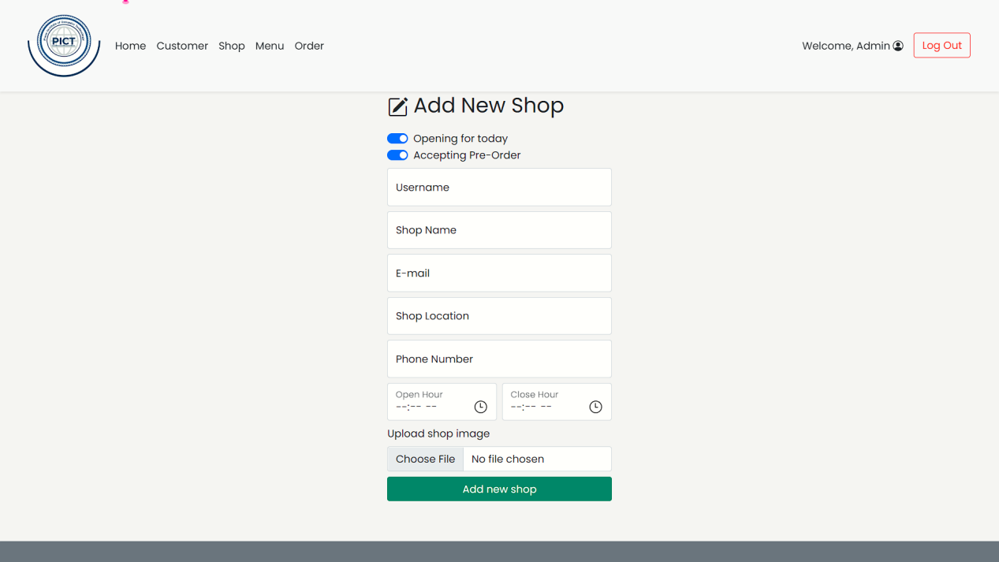 PICT
Home Customer Shop Menu Order
Welcome, Admin
Log Out
Add New Shop
Opening for today
Accepting Pre-Order
Username
Shop Name
E-mail
Shop Location
Phone Number
Open Hour
--:-- --
Close Hour
--:-- --
Upload shop image
Choose File No file chosen
Add new shop